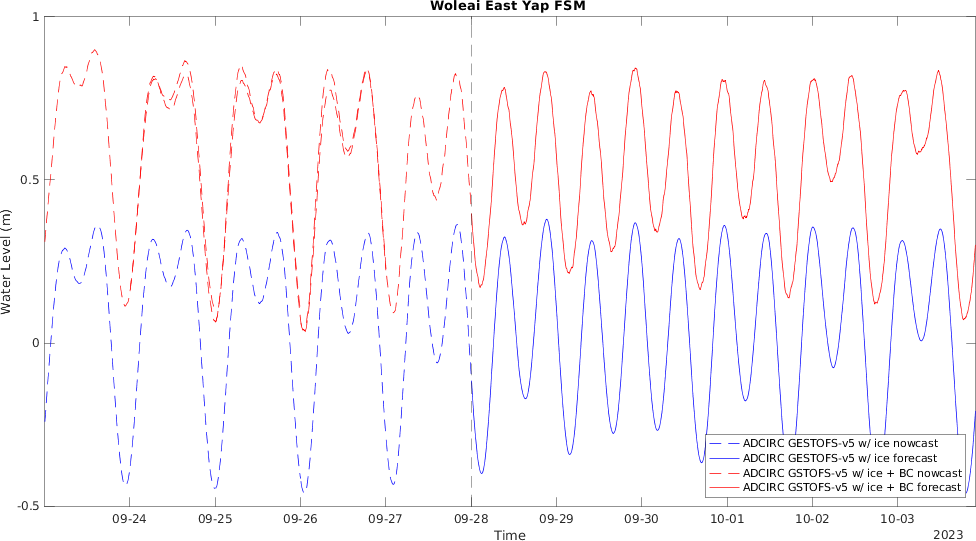 Woleai East Yap FSM
1
0.5
0
-0.5
Water Level (m)
09-24
09-25
09-26
09-27
09-28
09-29
09-30
10-01
10-02
10-03
Time
2023
ADCIRC GESTOFS-v5 w/ ice nowcast
ADCIRC GESTOFS-v5 w/ ice forecast
ADCIRC GSTOFS-v5 w/ ice + BC nowcast
ADCIRC GSTOFS-v5 w/ ice + BC forecast